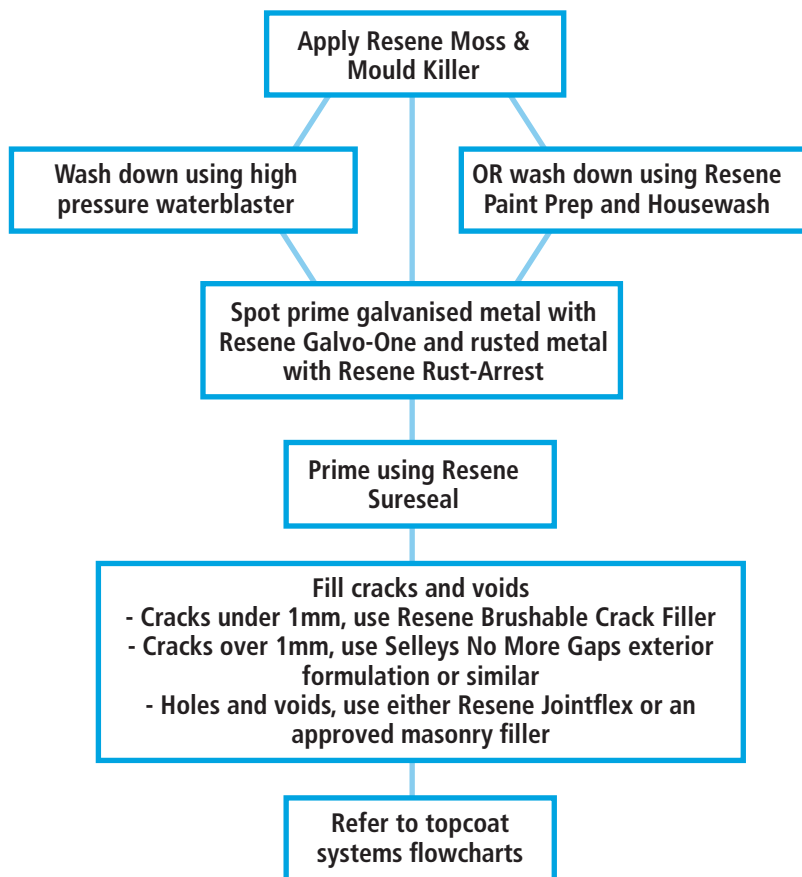 Apply Resene Moss &
Mould Killer
Wash down using high
pressure waterblaster
OR wash down using Resene
Paint Prep and Housewash
Spot prime galvanised metal with
Resene Galvo-One and rusted metal
with Resene Rust-Arrest
Prime using Resene
Sureseal
Fill cracks and voids
- Cracks under 1mm, use Resene Brushable Crack Filler
- Cracks over 1mm, use Selleys No More Gaps exterior
formulation or similar
- Holes and voids, use either Resene Jointflex or an
approved masonry filler
Refer to topcoat
systems flowcharts